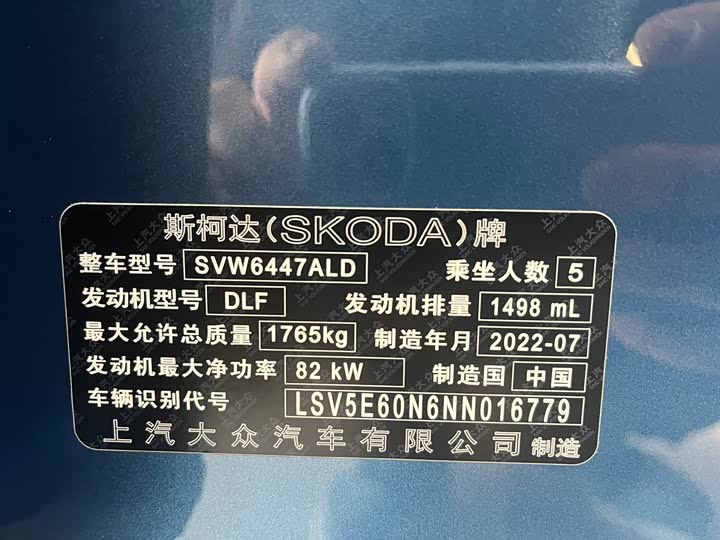 斯柯达(SKODA)牌
整车型号 SVW6447ALD 乘坐人数 5
发动机型号 DLF 发动机排量 1498 mL
最大允许总质量 1765kg 制造年月 2022-07
发动机最大净功率 82 kW 制造国 中国
车辆识别代号 LSV5E60N6NN016779
上汽大众汽车有限公司 制造